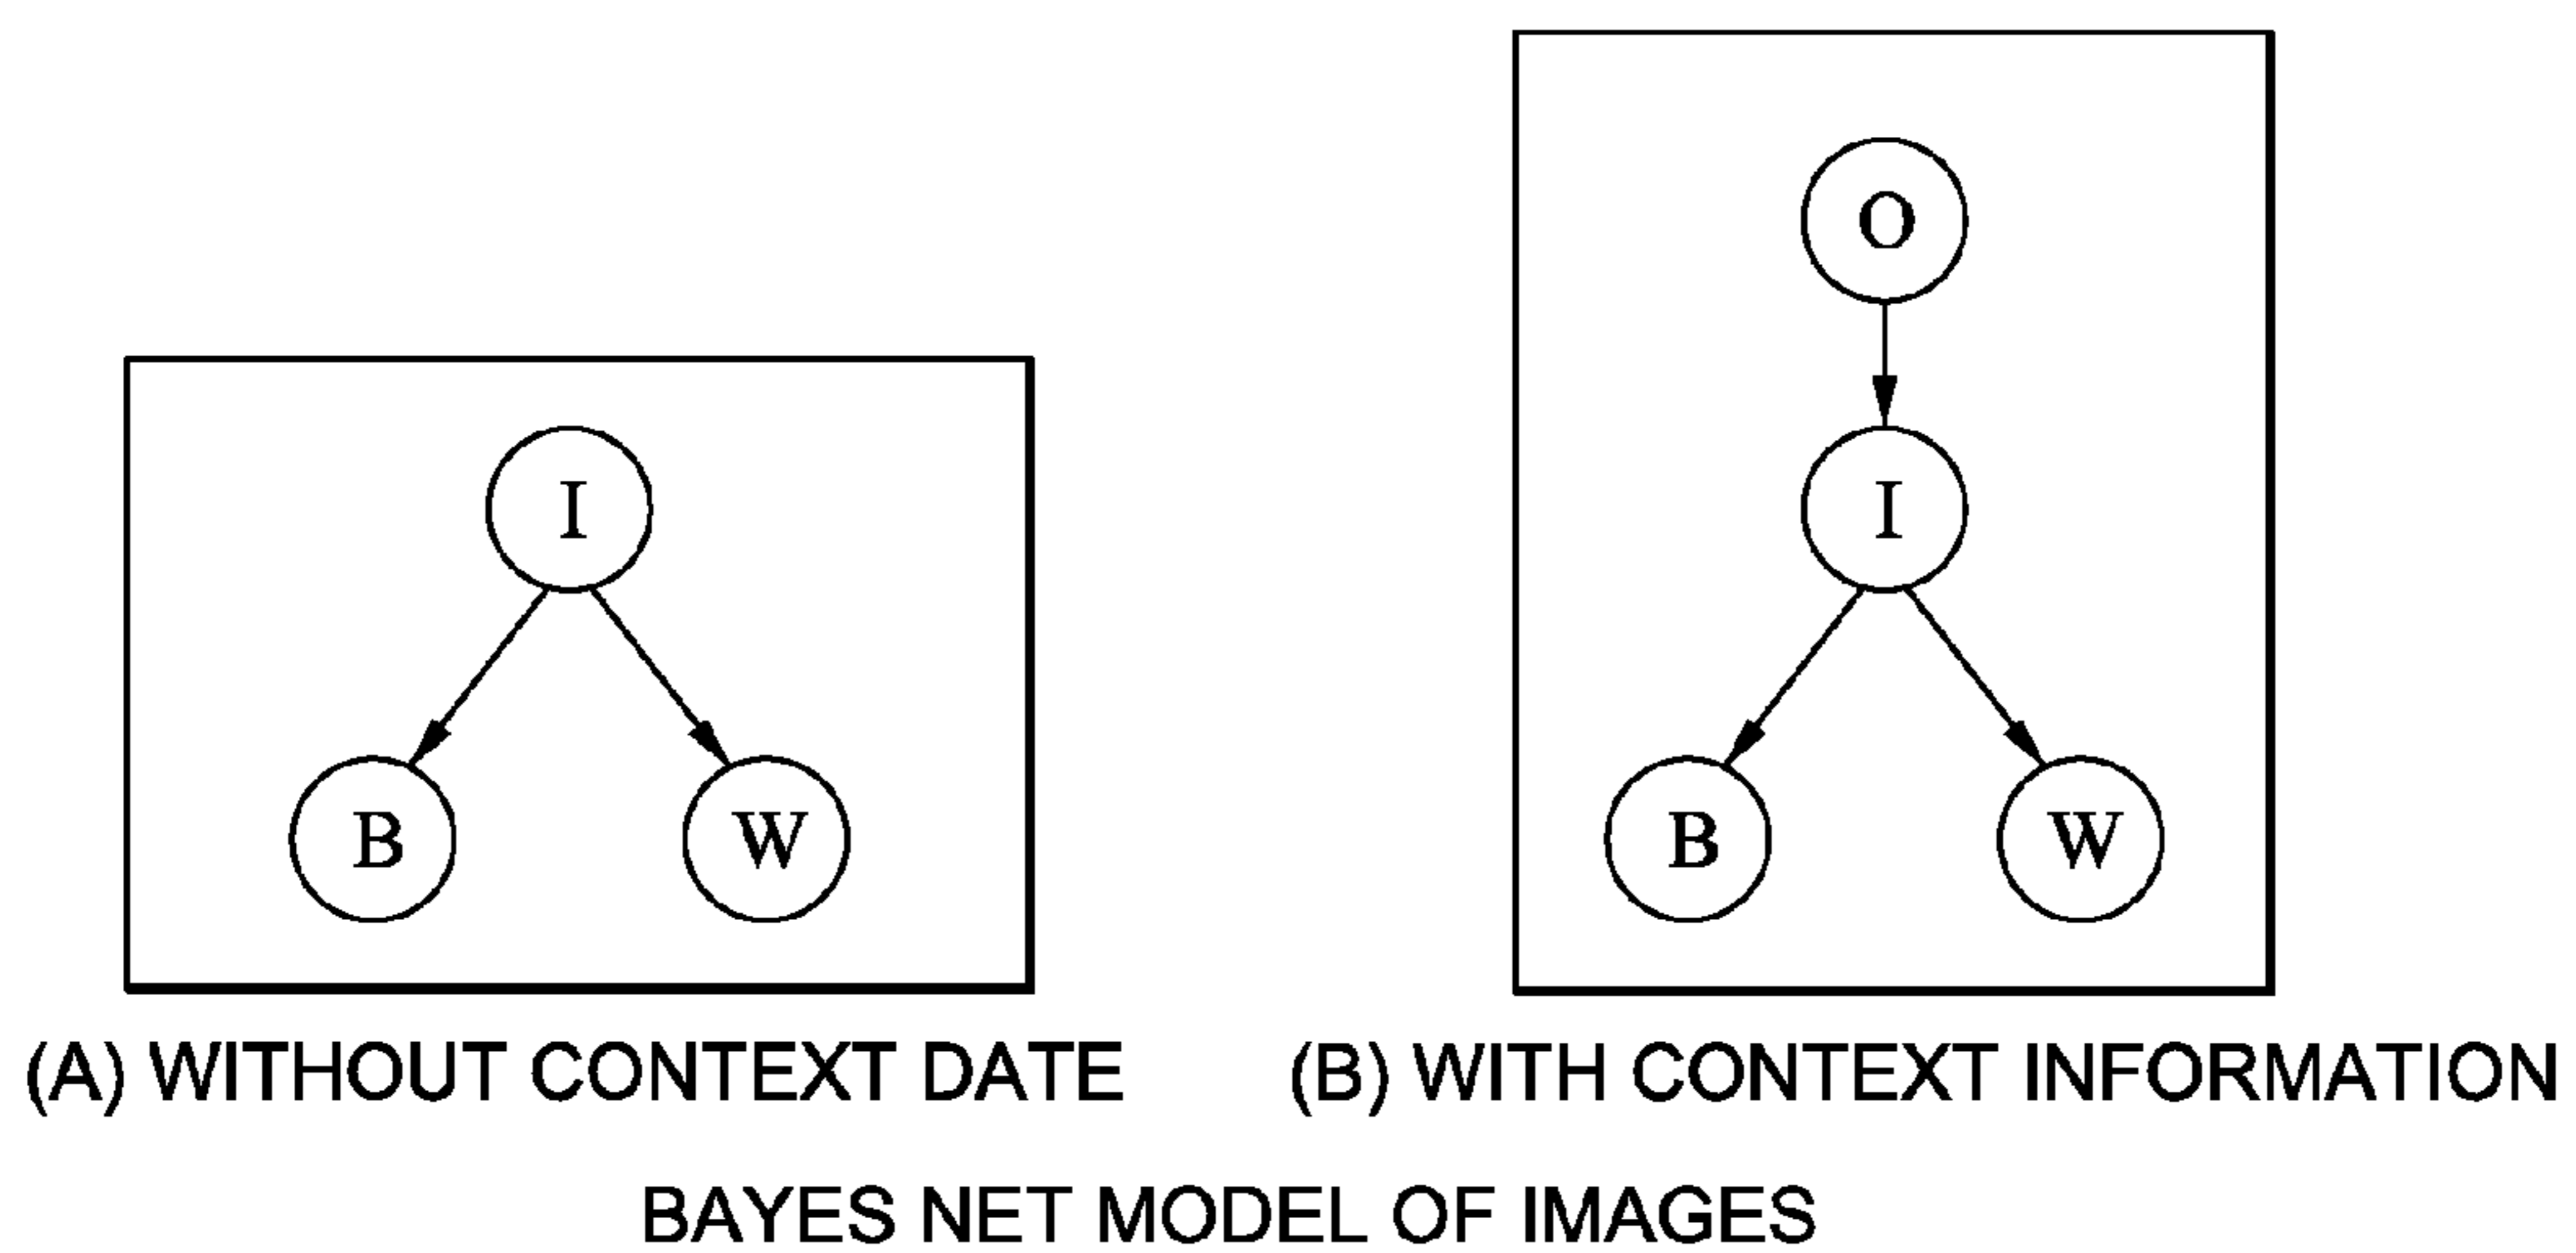 I
B W
(A) WITHOUT CONTEXT DATE
O
I
B W
(B) WITH CONTEXT INFORMATION
BAYES NET MODEL OF IMAGES